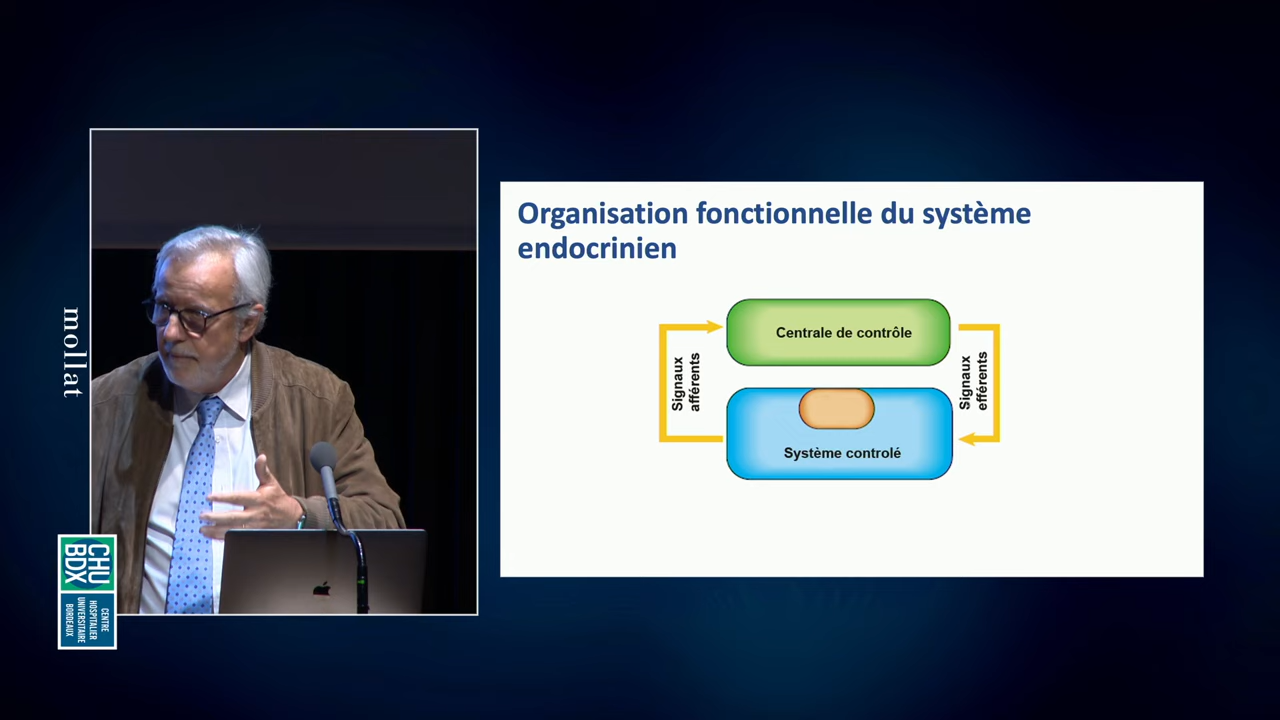 mollat
CHU
BDX
CENTRE
HOSPITALIER
UNIVERSITAIRE
BORDEAUX
Organisation fonctionnelle du système
endocrinien
Signaux
afférents
Centrale de contrôle
Système contrôlé
Signaux
efférents